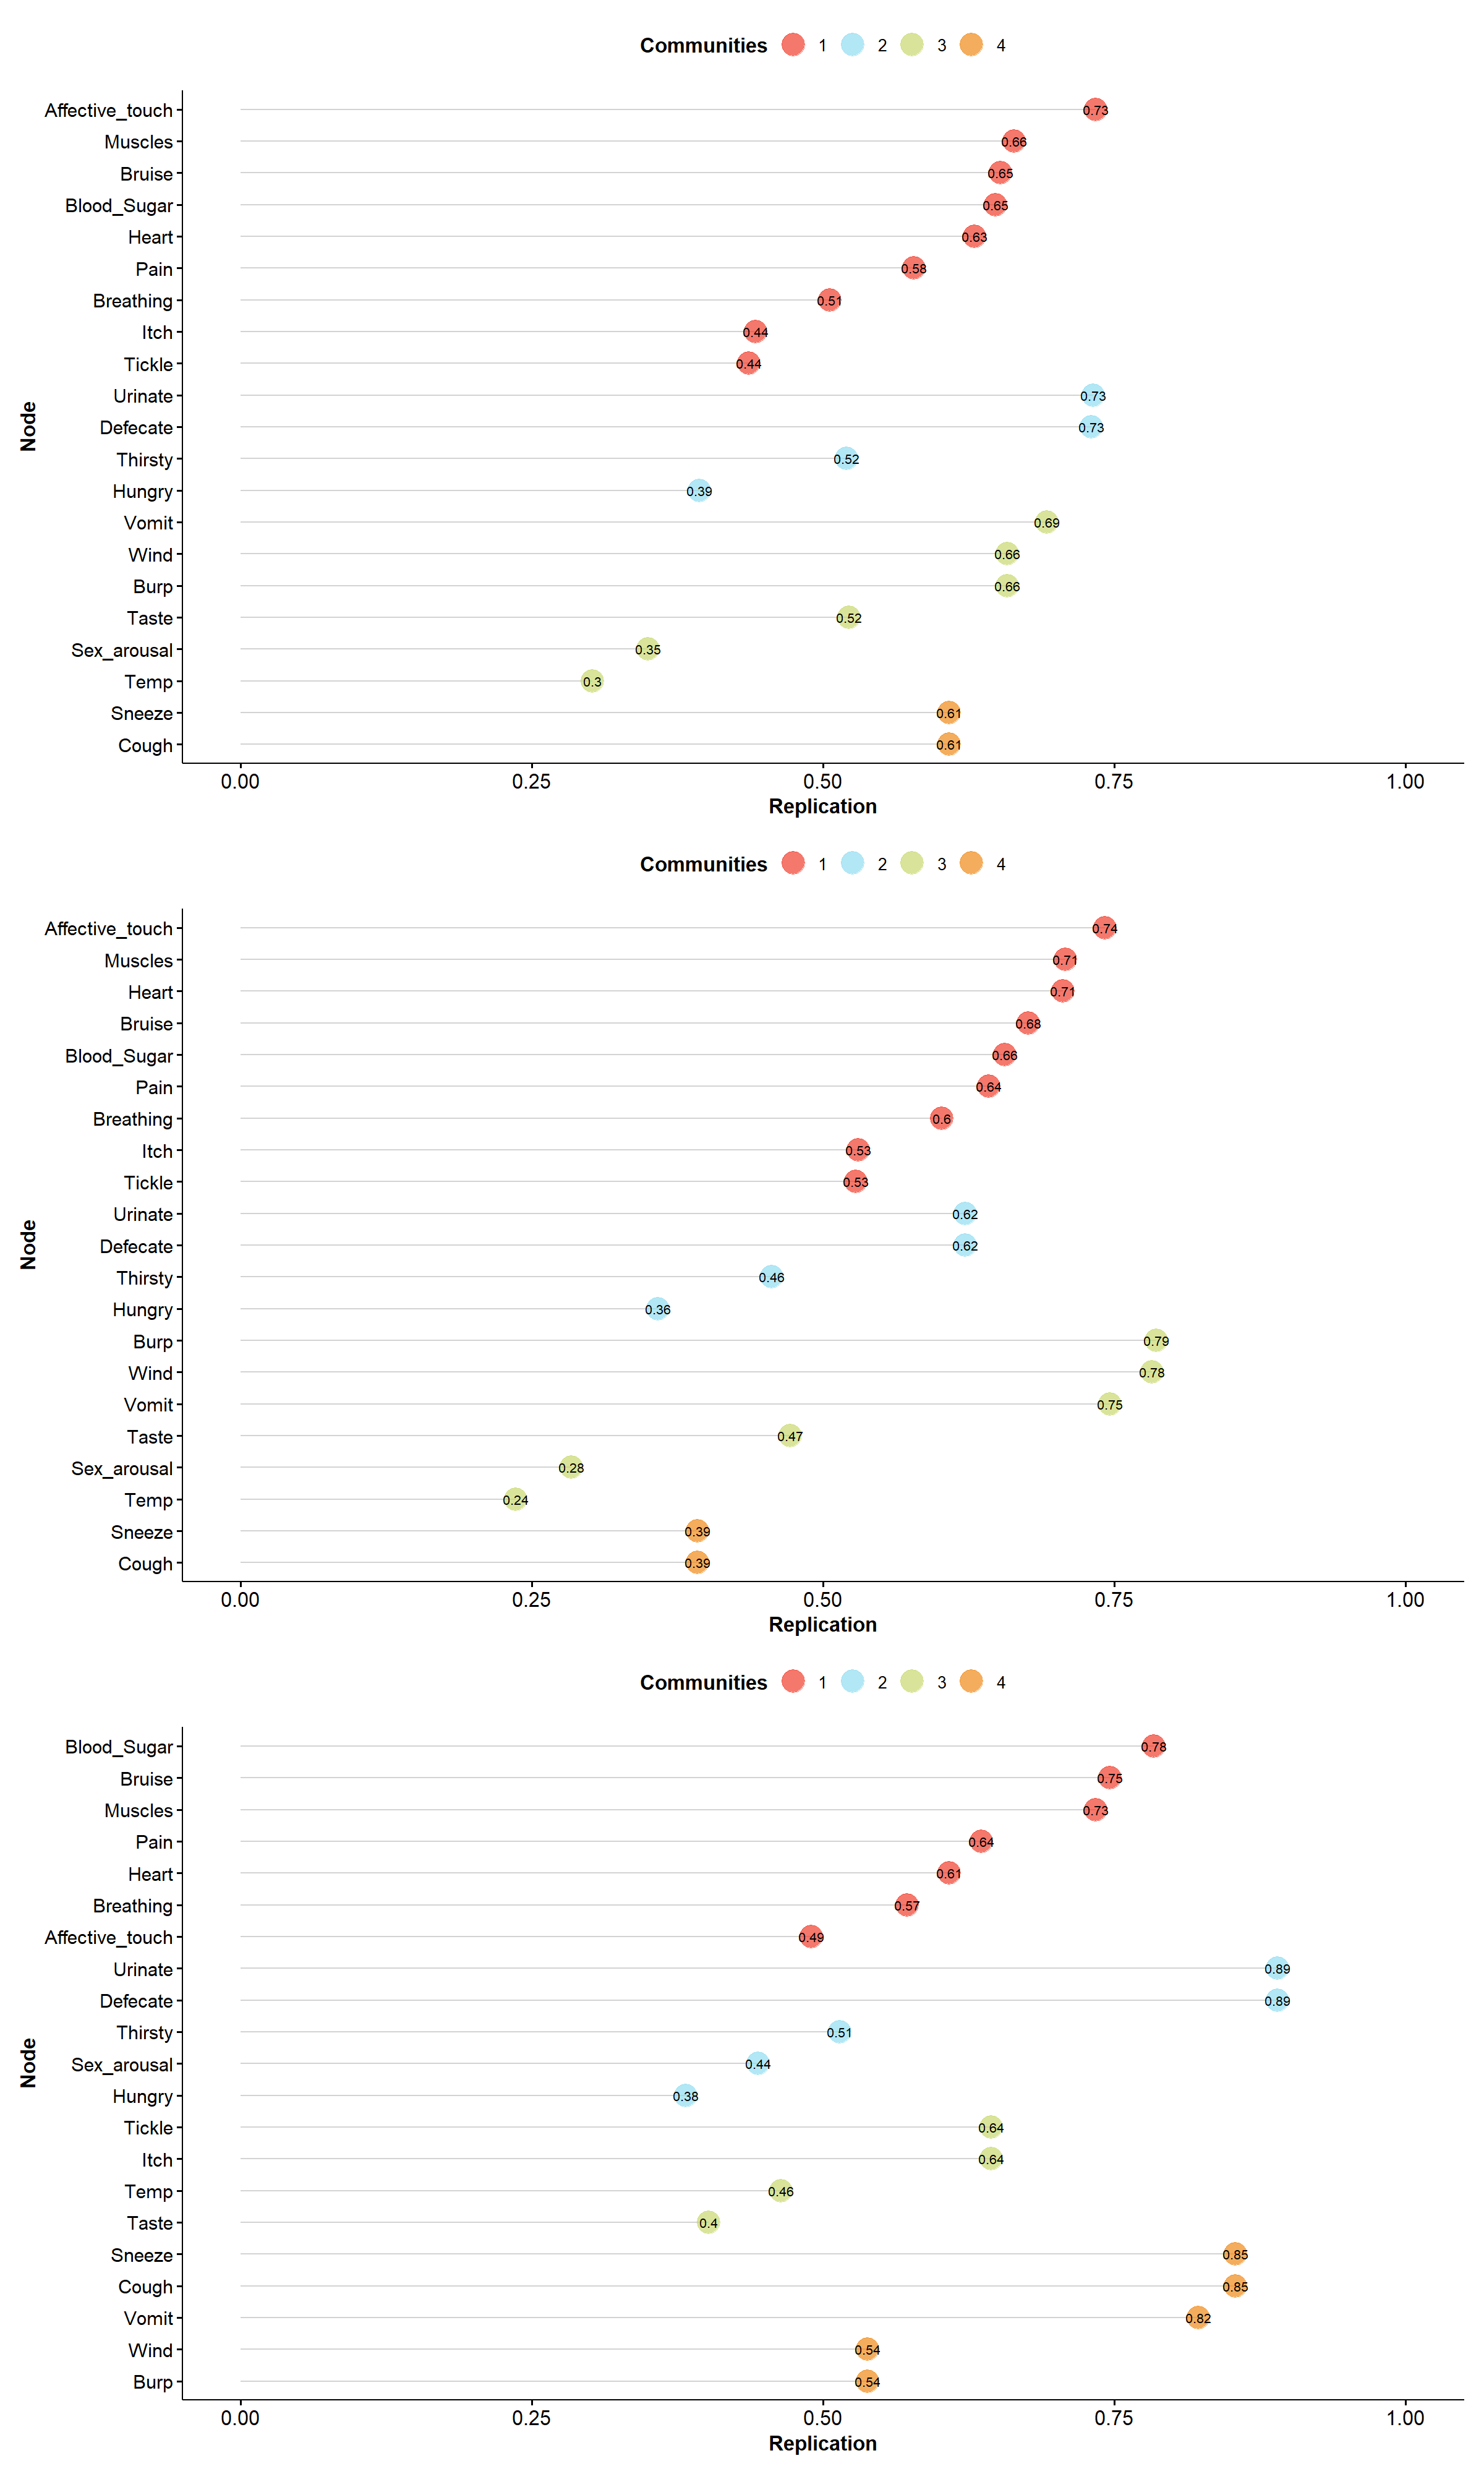 Communities 1 2 3 4
Affective_touch 0.73
Muscles 0.66
Bruise 0.65
Blood_Sugar 0.65
Heart 0.63
Pain 0.58
Breathing 0.51
Itch 0.44
Tickle 0.44
Urinate 0.73
Defecate 0.73
Thirsty 0.52
Hungry 0.39
Vomit 0.69
Wind 0.66
Burp 0.66
Taste 0.52
Sex_arousal 0.35
Temp 0.3
Sneeze 0.61
Cough 0.61
Node
0.00 0.25 0.50 0.75 1.00
Replication
Communities 1 2 3 4
Affective_touch 0.74
Muscles 0.71
Heart 0.71
Bruise 0.68
Blood_Sugar 0.66
Pain 0.64
Breathing 0.6
Itch 0.53
Tickle 0.53
Urinate 0.62
Defecate 0.62
Thirsty 0.46
Hungry 0.36
Burp 0.79
Wind 0.78
Vomit 0.75
Taste 0.47
Sex_arousal 0.28
Temp 0.24
Sneeze 0.39
Cough 0.39
Node
0.00 0.25 0.50 0.75 1.00
Replication
Communities 1 2 3 4
Blood_Sugar 0.78
Bruise 0.75
Muscles 0.73
Pain 0.64
Heart 0.61
Breathing 0.57
Affective_touch 0.49
Urinate 0.89
Defecate 0.89
Thirsty 0.51
Sex_arousal 0.44
Hungry 0.38
Tickle 0.64
Itch 0.64
Temp 0.46
Taste 0.4
Sneeze 0.85
Cough 0.85
Vomit 0.82
Wind 0.54
Burp 0.54
Node
0.00 0.25 0.50 0.75 1.00
Replication